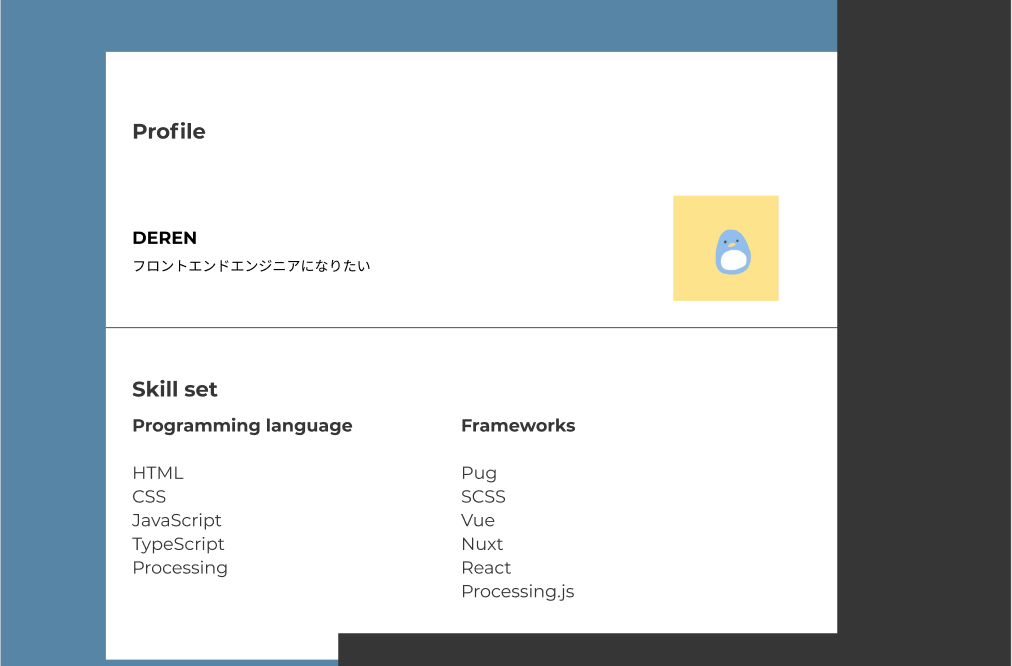 Profile
DEREN
フロントエンドエンジニアになりたい
Skill set
Programming language
HTML
CSS
JavaScript
TypeScript
Processing
Frameworks
Pug
SCSS
Vue
Nuxt
React
Processing.js